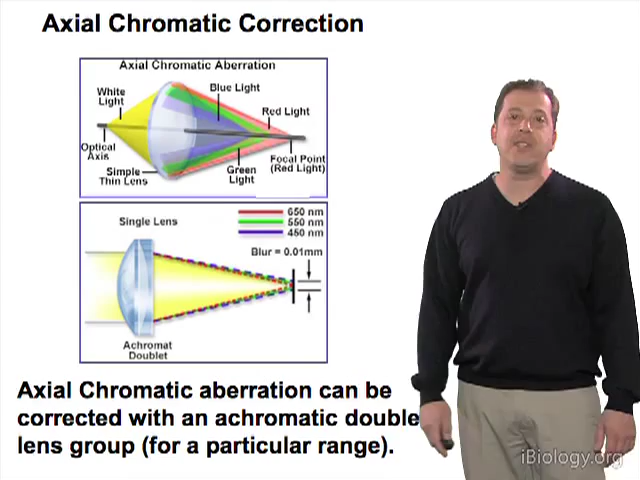 Axial Chromatic Correction
Axial Chromatic Aberration
Blue Light
White
Light
Red Light
Optical
Axis
Simple
Thin Lens
Green
Light
Focal Point
(Red Light)
Single Lens
650 nm
550 nm
450 nm
Blur = 0.01mm
Achromat
Doublet
Axial Chromatic aberration can be
corrected with an achromatic double
lens group (for a particular range).
iBiology.org